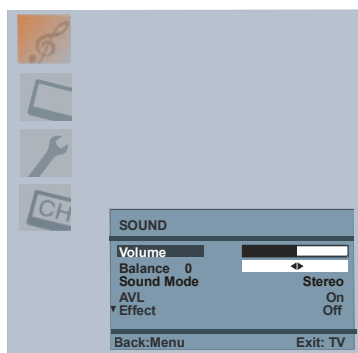 CH
SOUND
Volume
Balance 0
Sound Mode Stereo
AVL On
Effect Off
Back:Menu Exit: TV